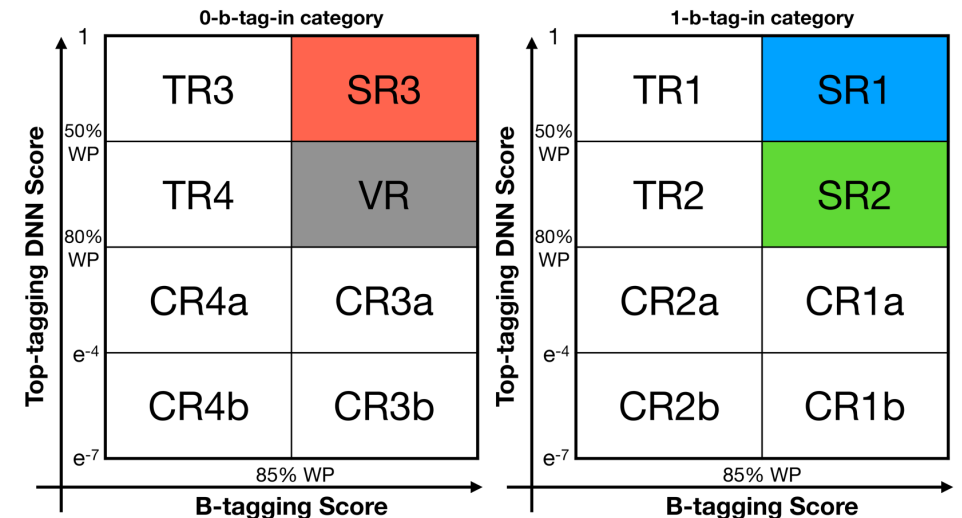 0-b-tag-in category
1
TR3
SR3
50%
WP
TR4
VR
80%
WP
CR4a
CR3a
e-4
CR4b
CR3b
e-7
85% WP
B-tagging Score
Top-tagging DNN Score
1-b-tag-in category
1
TR1
SR1
50%
WP
TR2
SR2
80%
WP
CR2a
CR1a
e-4
CR2b
CR1b
e-7
85% WP
B-tagging Score
Top-tagging DNN Score